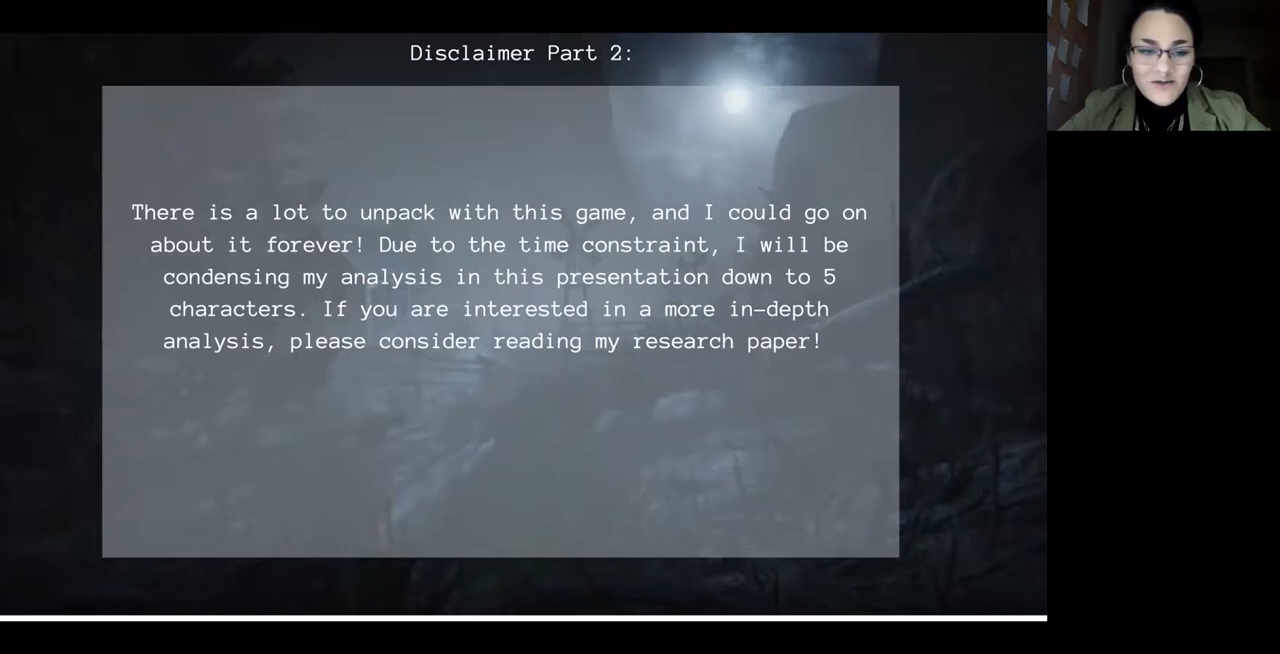 Disclaimer Part 2:
There is a lot to unpack with this game, and I could go on
about it forever! Due to the time constraint, I will be
condensing my analysis in this presentation down to 5
characters. If you are interested in a more in-depth
analysis, please consider reading my research paper!